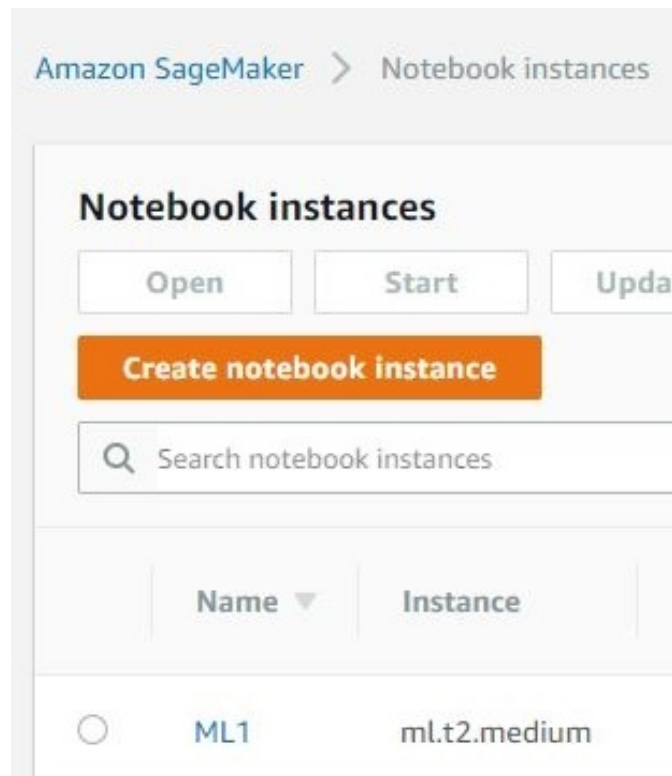 Amazon SageMaker > Notebook instances
Notebook instances
Open Start
Create notebook instance
Search notebook instances
Name Instance
ML1 ml.t2.medium